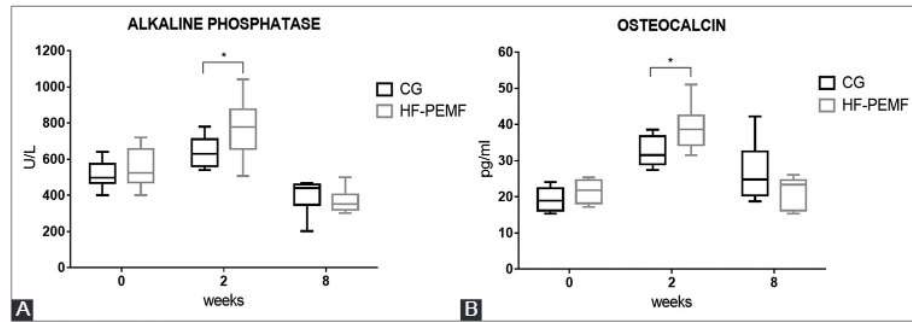 ALKALINE PHOSPHATASE
1200
1000
800
600
400
200
0
U/L
*
CG
HF-PEMF
0 2 8
weeks
A
OSTEOCALCIN
60
50
40
30
20
10
0
pg/ml
*
CG
HF-PEMF
0 2 8
weeks
B